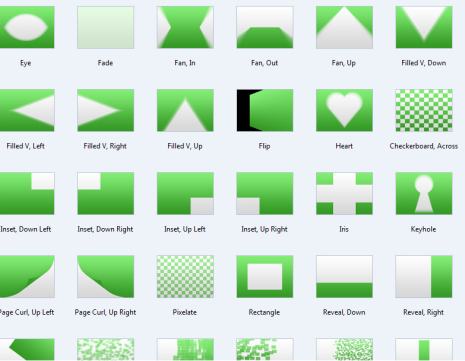 Eye
Fade
Fan, In
Fan, Out
Fan, Up
Filled V, Down
Filled V, Left
Filled V, Right
Filled V, Up
Flip
Heart
Checkerboard, Across
Inset, Down Left
Inset, Down Right
Inset, Up Left
Inset, Up Right
Iris
Keyhole
Page Curl, Up Left
Page Curl, Up Right
Pixelate
Rectangle
Reveal, Down
Reveal, Right